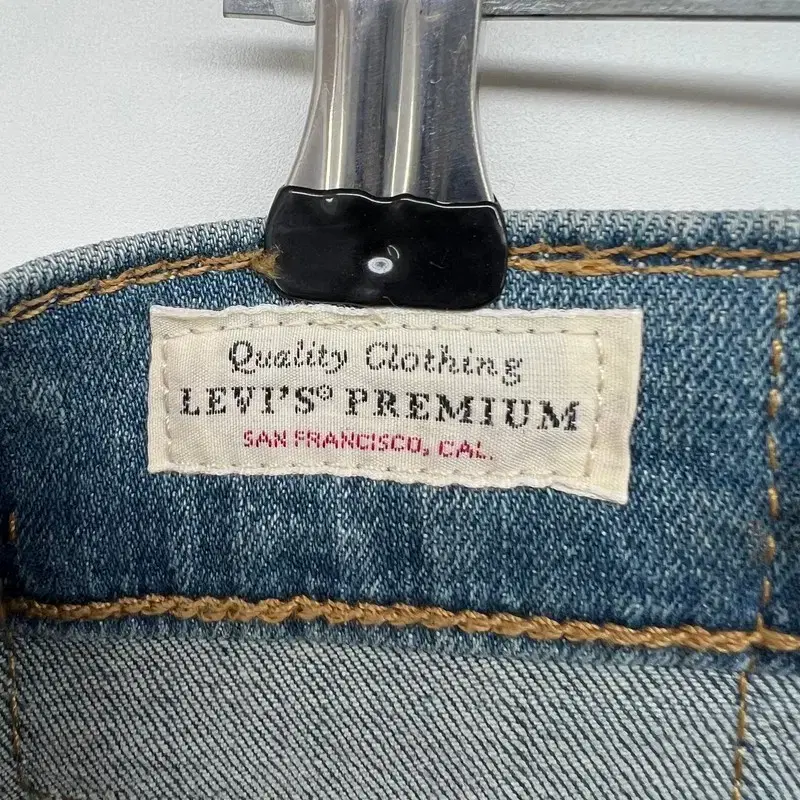 Quality Clothing
LEVI'S® PREMIUM
SAN FRANCISCO, CAL.